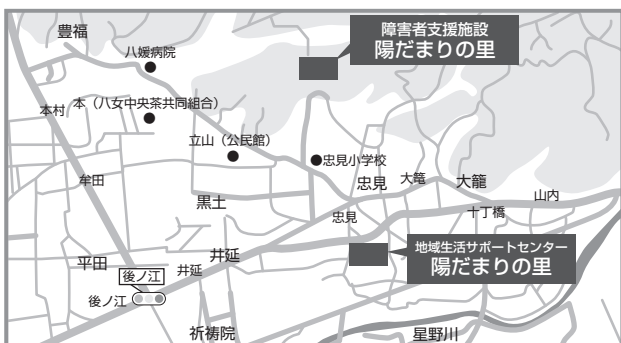 豊福
障害者支援施設
陽だまりの里
八媛病院
本村
本（八女中央茶共同組合）
立山（公民館）
忠見小学校
牟田
忠見
大篭
大籠
山内
黒土
忠見
十丁橋
井延
地域生活サポートセンター
陽だまりの里
平田
後ノ江
井延
後ノ江
祈祷院
星野川